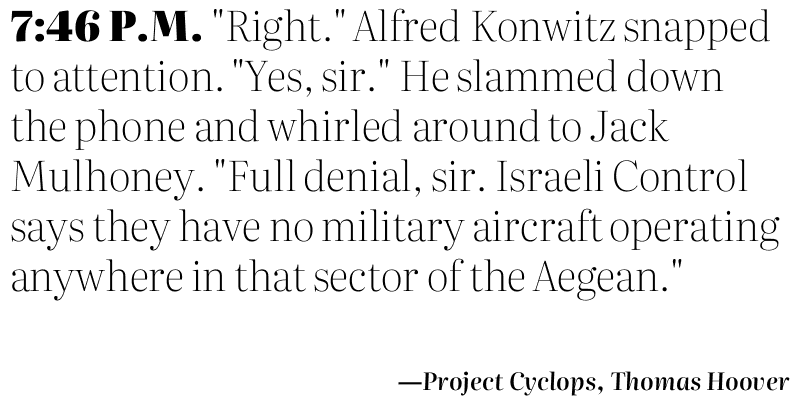 7:46 P.M. "Right." Alfred Konwitz snapped
to attention. "Yes, sir." He slammed down
the phone and whirled around to Jack
Mulhoney. "Full denial, sir. Israeli Control
says they have no military aircraft operating
anywhere in that sector of the Aegean."
—Project Cyclops, Thomas Hoover